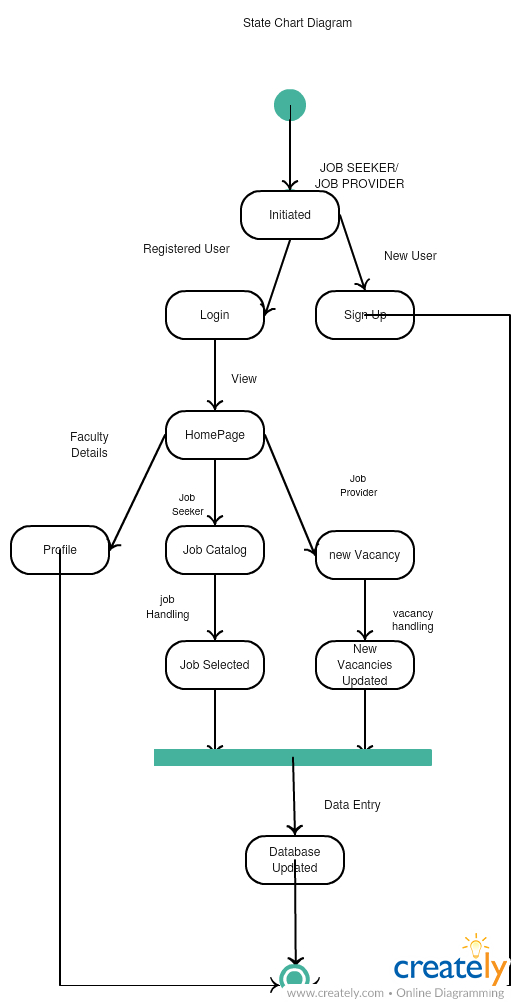 State Chart Diagram
JOB SEEKER/
JOB PROVIDER
Initiated
Registered User
New User
Login
Sign Up
View
HomePage
Faculty
Details
Job
Seeker
Job
Provider
Profile
Job Catalog
new Vacancy
job
Handling
vacancy
handling
Job Selected
New
Vacancies
Updated
Data Entry
Database
Updated
creately
www.creately.com • Online Diagramming